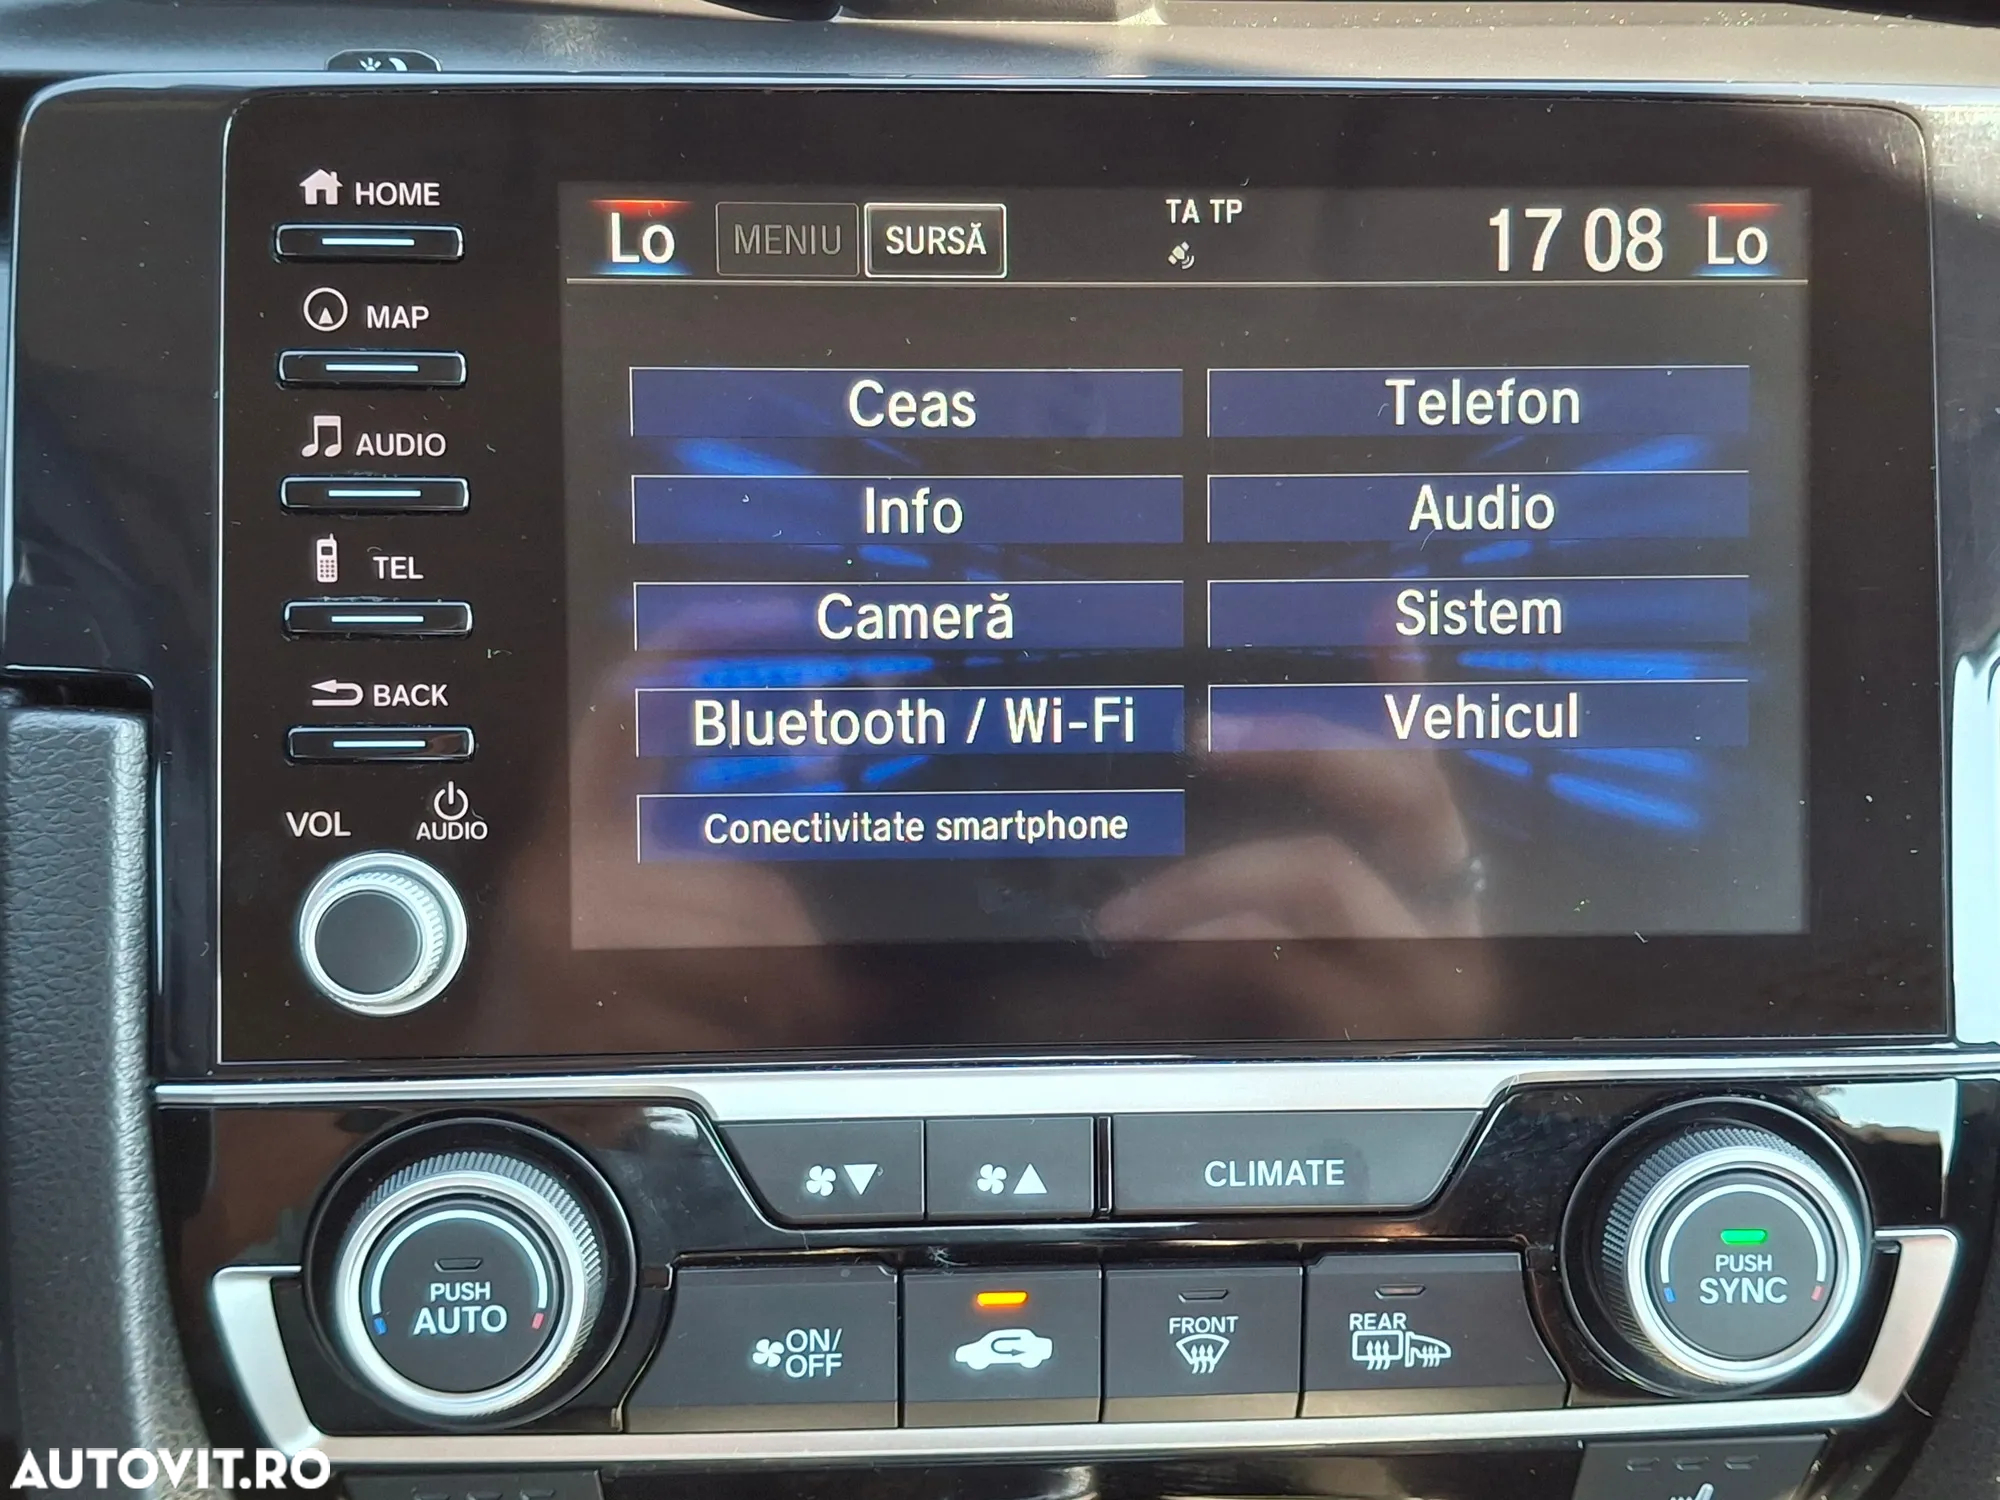 HOME
MAP
AUDIO
TEL
BACK
VOL
AUDIO
Lo MENIU SURSĂ TA TP 17 08 Lo
Ceas Telefon
Info Audio
Cameră Sistem
Bluetooth / Wi-Fi Vehicul
Conectivitate smartphone
CLIMATE
PUSH
AUTO
ON/
OFF
FRONT
REAR
PUSH
SYNC
AUTOVIT.RO